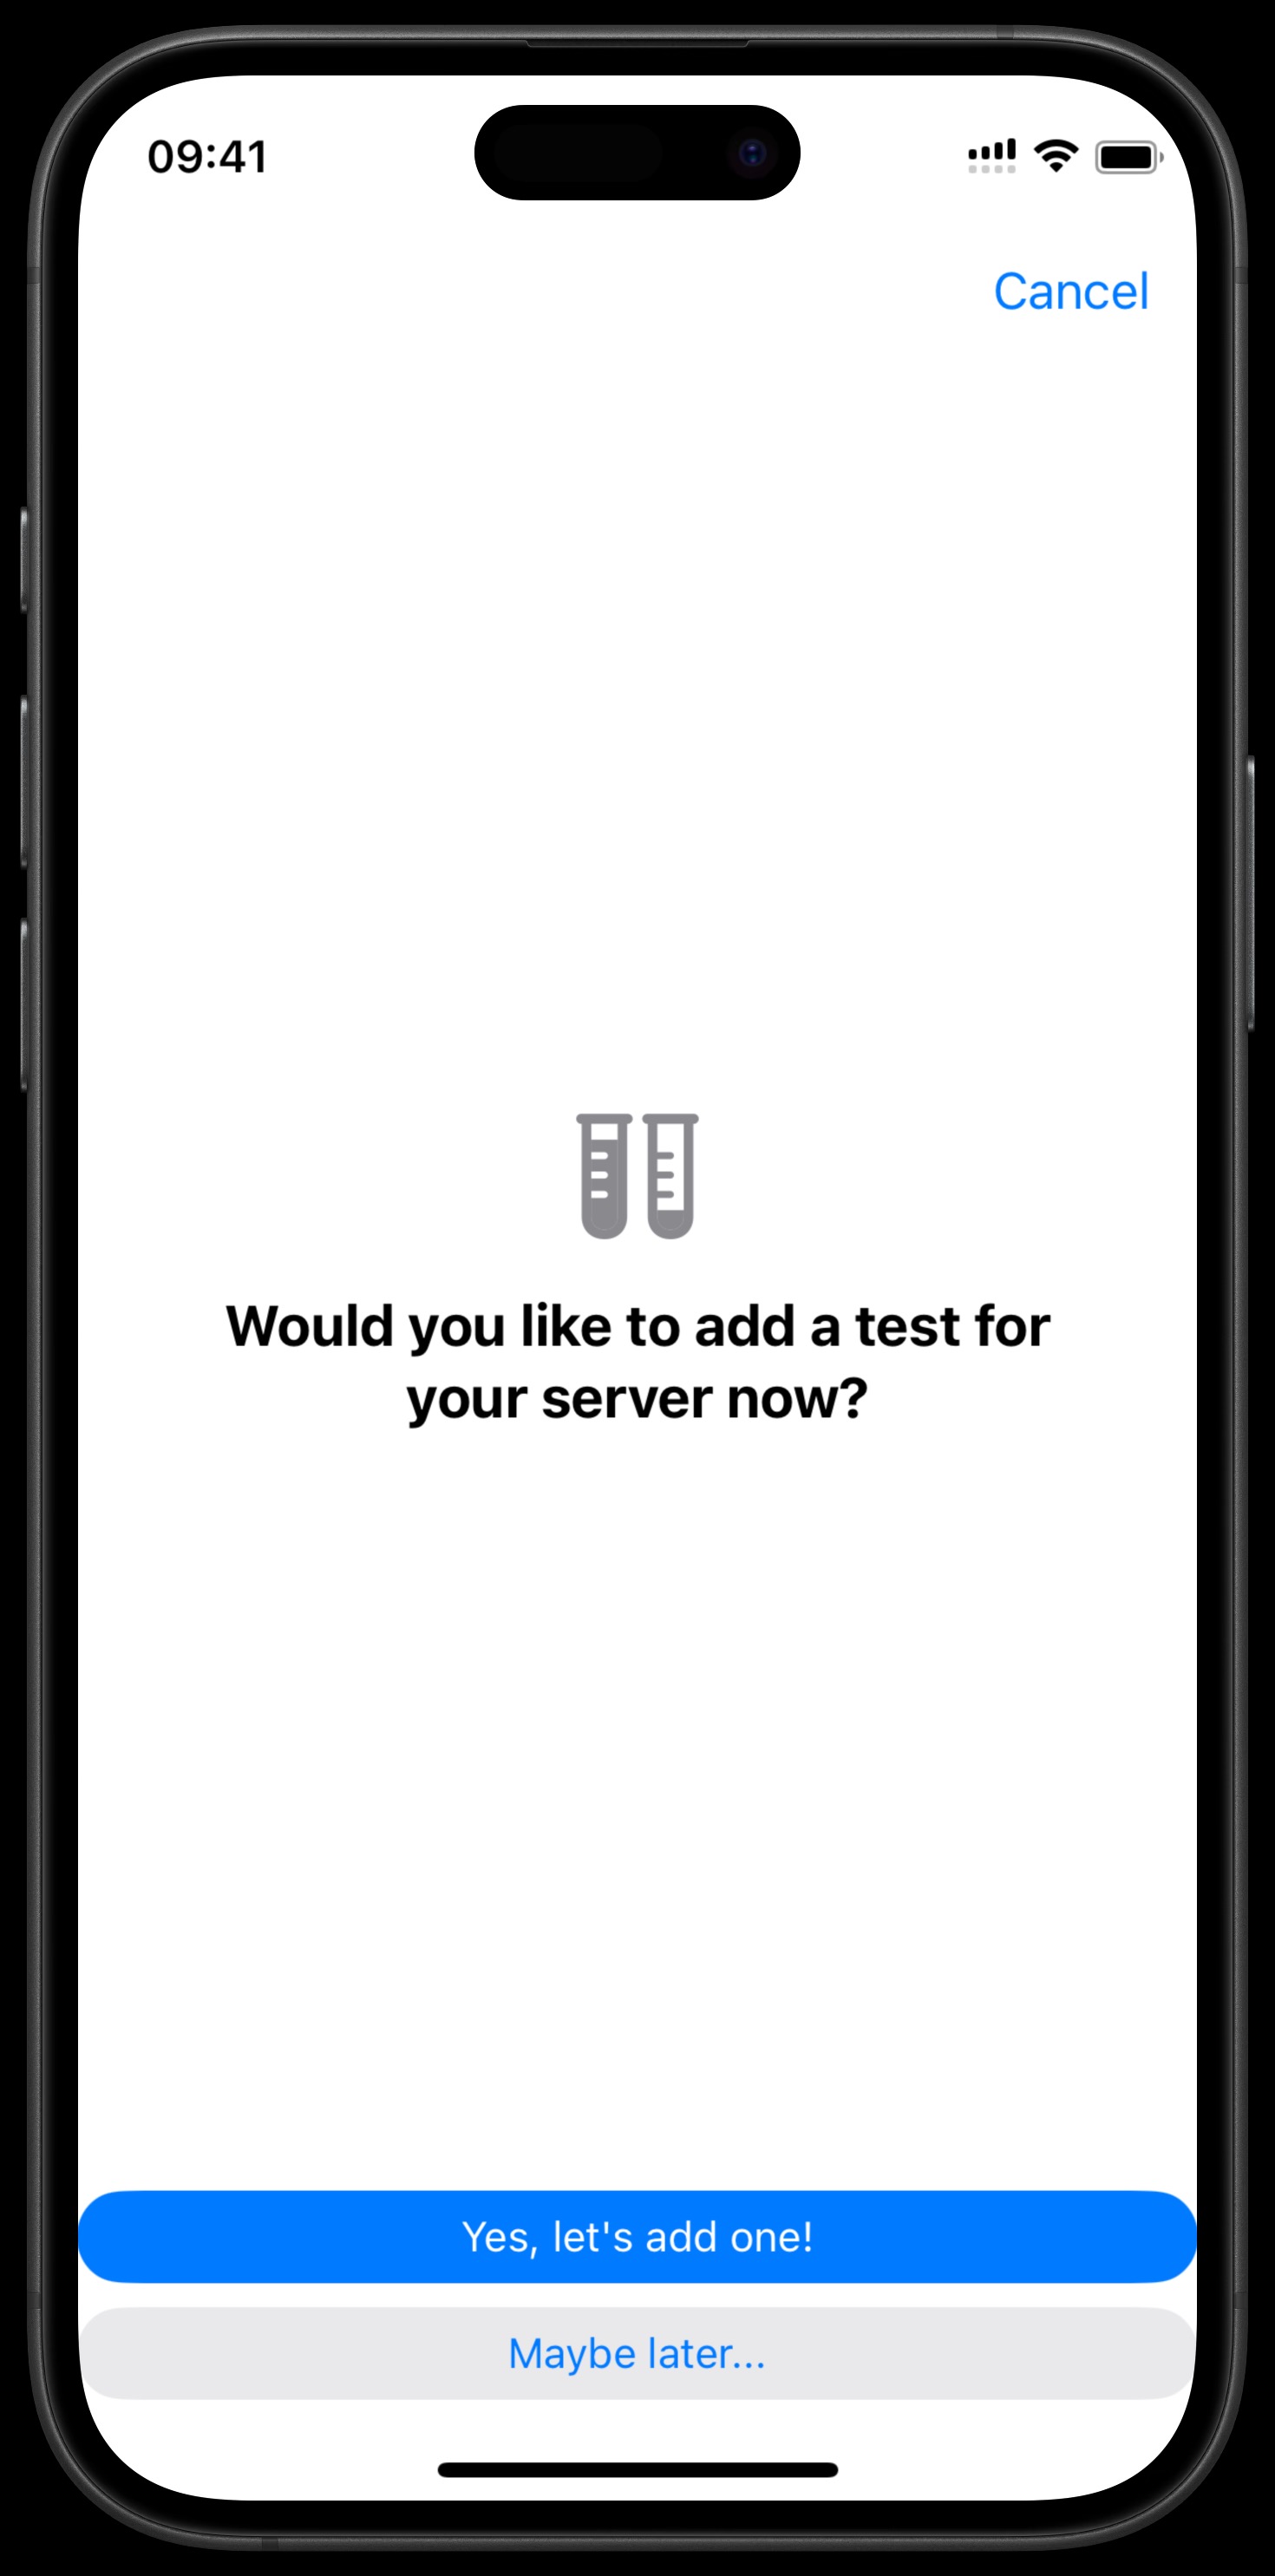 09:41
Cancel
Would you like to add a test for
your server now?
Yes, let's add one!
Maybe later...